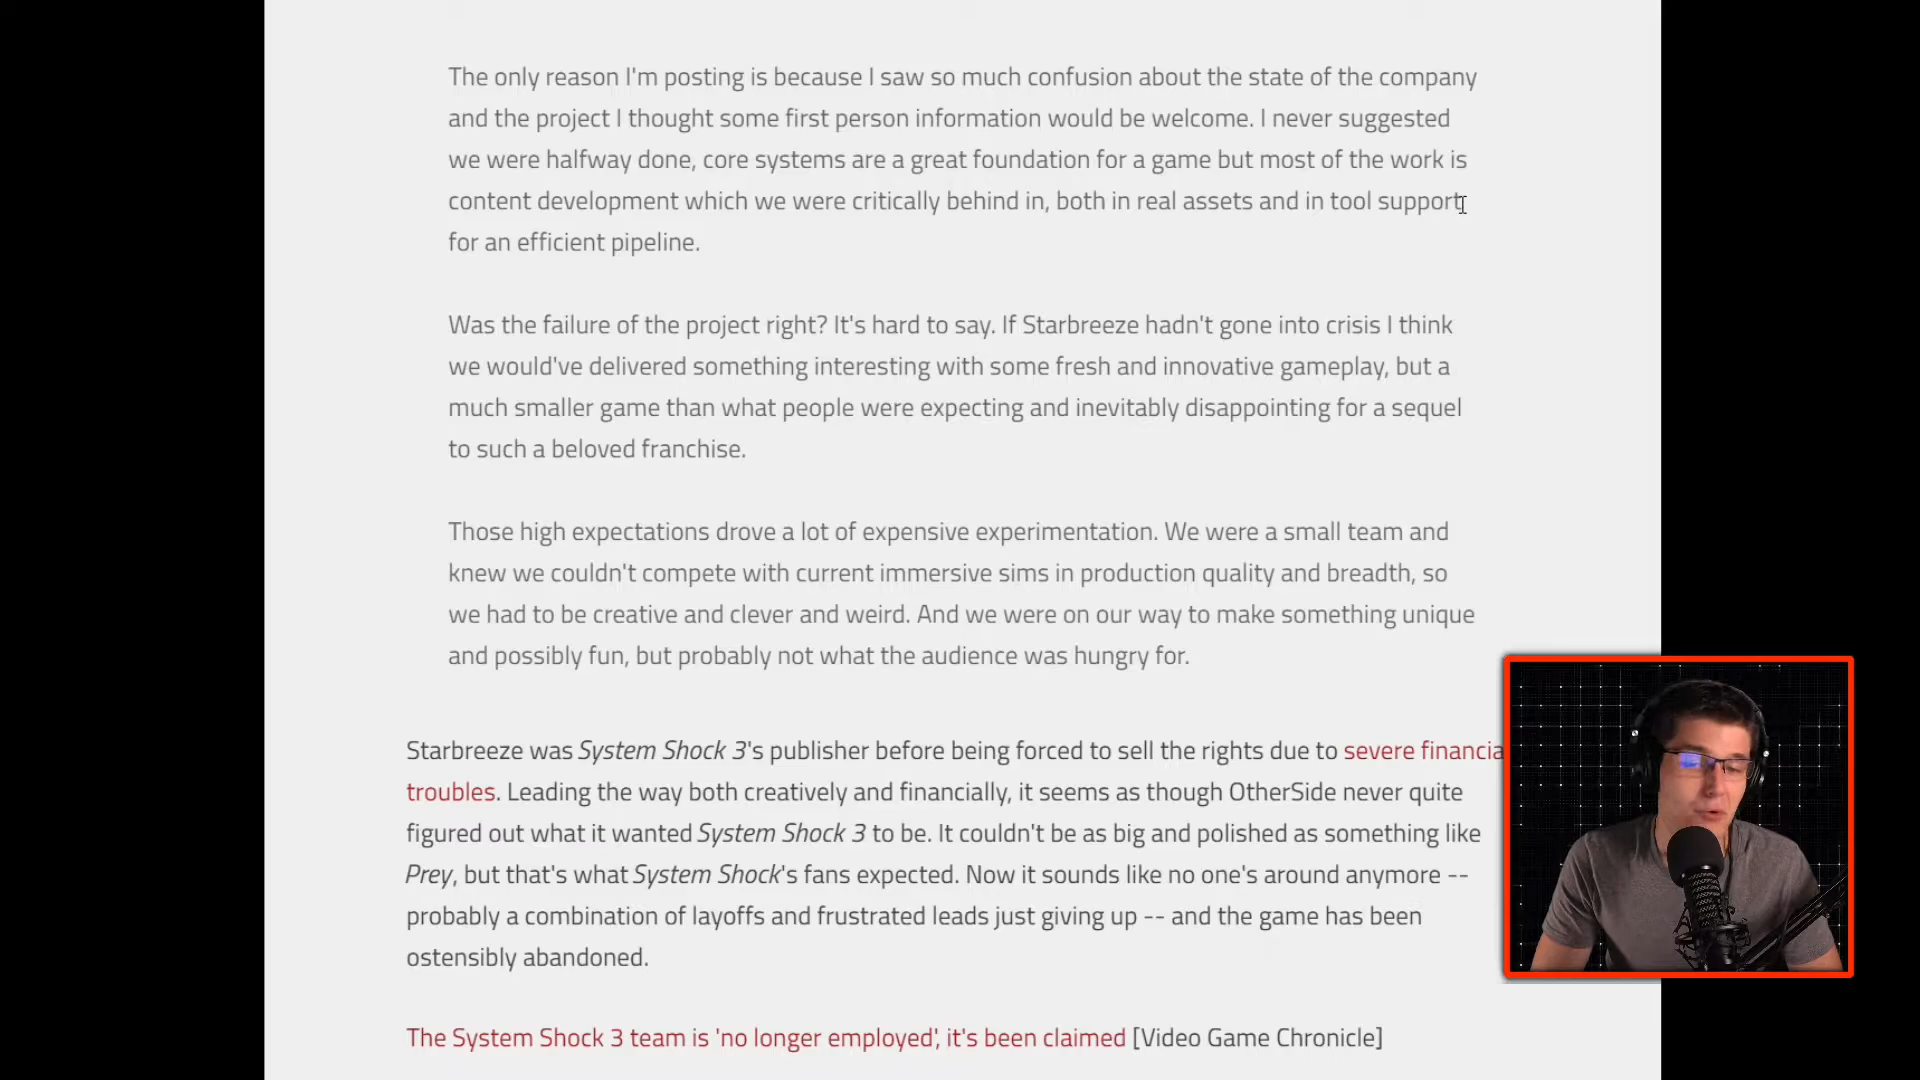 The only reason I'm posting is because I saw so much confusion about the state of the company
and the project I thought some first person information would be welcome. I never suggested
we were halfway done, core systems are a great foundation for a game but most of the work is
content development which we were critically behind in, both in real assets and in tool support
for an efficient pipeline.
Was the failure of the project right? It's hard to say. If Starbreeze hadn't gone into crisis I think
we would've delivered something interesting with some fresh and innovative gameplay, but a
much smaller game than what people were expecting and inevitably disappointing for a sequel
to such a beloved franchise.
Those high expectations drove a lot of expensive experimentation. We were a small team and
knew we couldn't compete with current immersive sims in production quality and breadth, so
we had to be creative and clever and weird. And we were on our way to make something unique
and possibly fun, but probably not what the audience was hungry for.
Starbreeze was System Shock 3's publisher before being forced to sell the rights due to severe financia
troubles. Leading the way both creatively and financially, it seems as though OtherSide never quite
figured out what it wanted System Shock 3 to be. It couldn't be as big and polished as something like
Prey, but that's what System Shock's fans expected. Now it sounds like no one's around anymore --
probably a combination of layoffs and frustrated leads just giving up -- and the game has been
ostensibly abandoned.
The System Shock 3 team is 'no longer employed', it's been claimed [Video Game Chronicle]